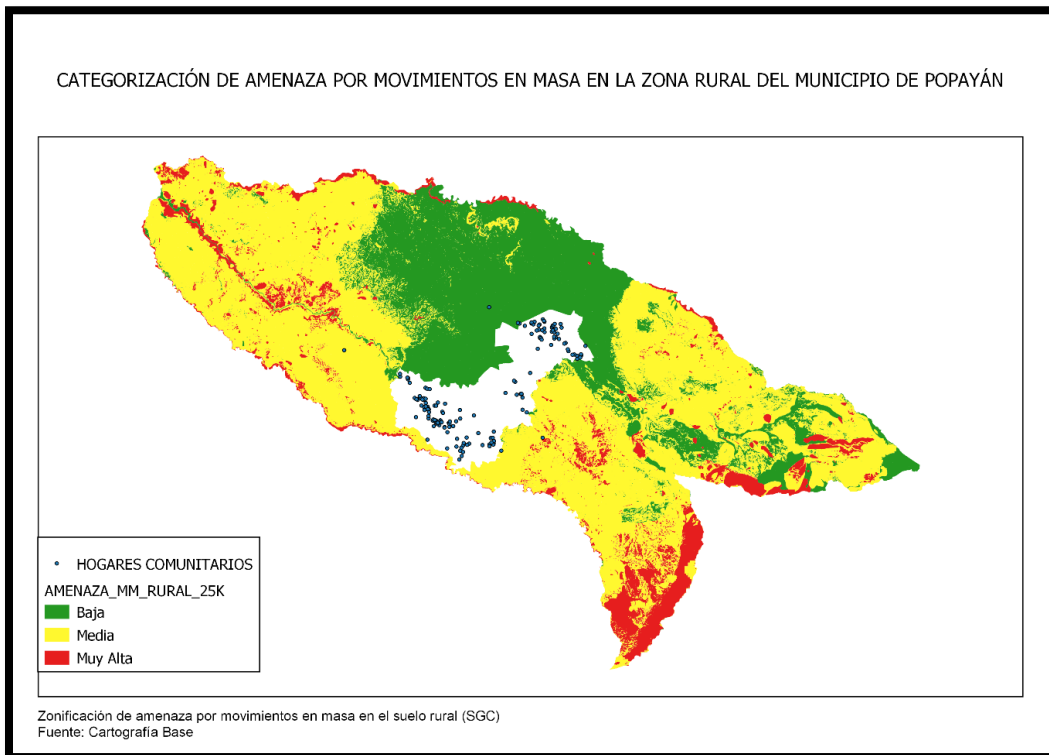 CATEGORIZACIÓN DE AMENAZA POR MOVIMIENTOS EN MASA EN LA ZONA RURAL DEL MUNICIPIO DE POPAYÁN
HOGARES COMUNITARIOS
AMENAZA_MM_RURAL_25K
Baja
Media
Muy Alta
Zonificación de amenaza por movimientos en masa en el suelo rural (SGC)
Fuente: Cartografía Base